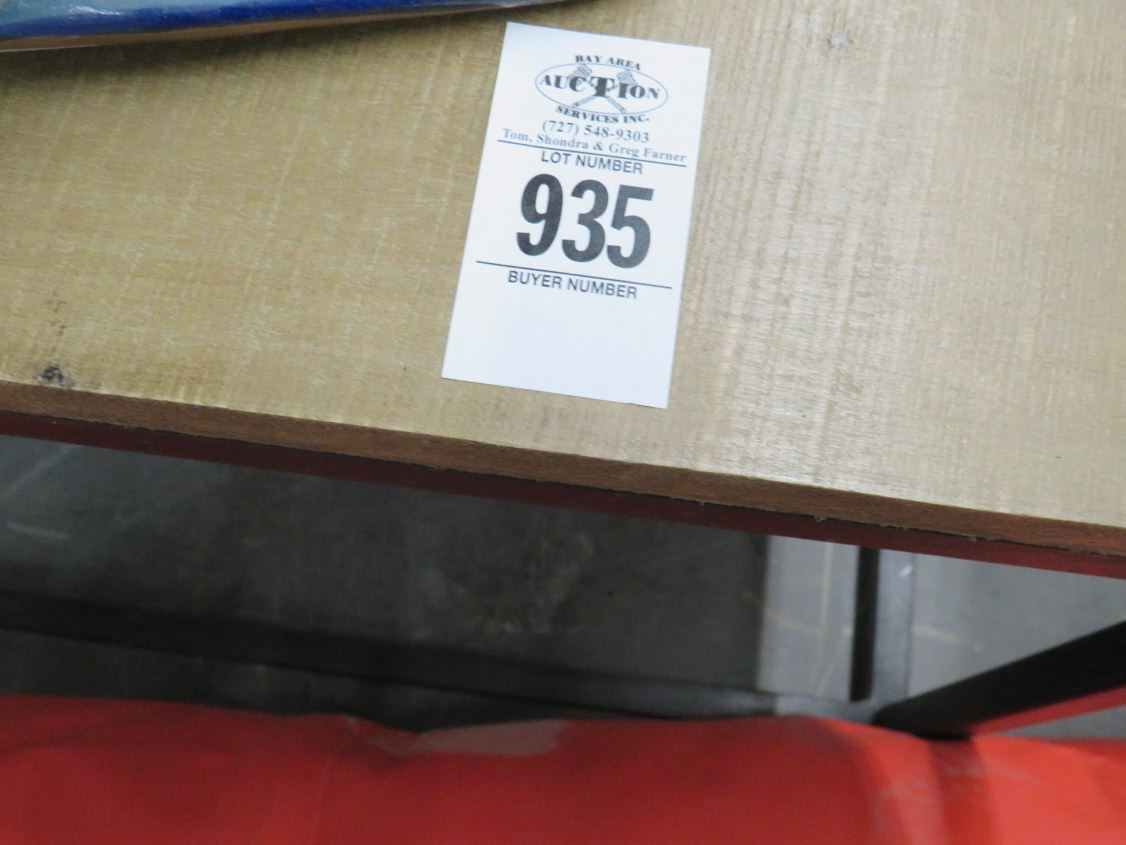 BAY AREA
AUCTION
SERVICES INC.
(727) 548-9303
Tom, Shondra & Greg Farner
LOT NUMBER
935
BUYER NUMBER